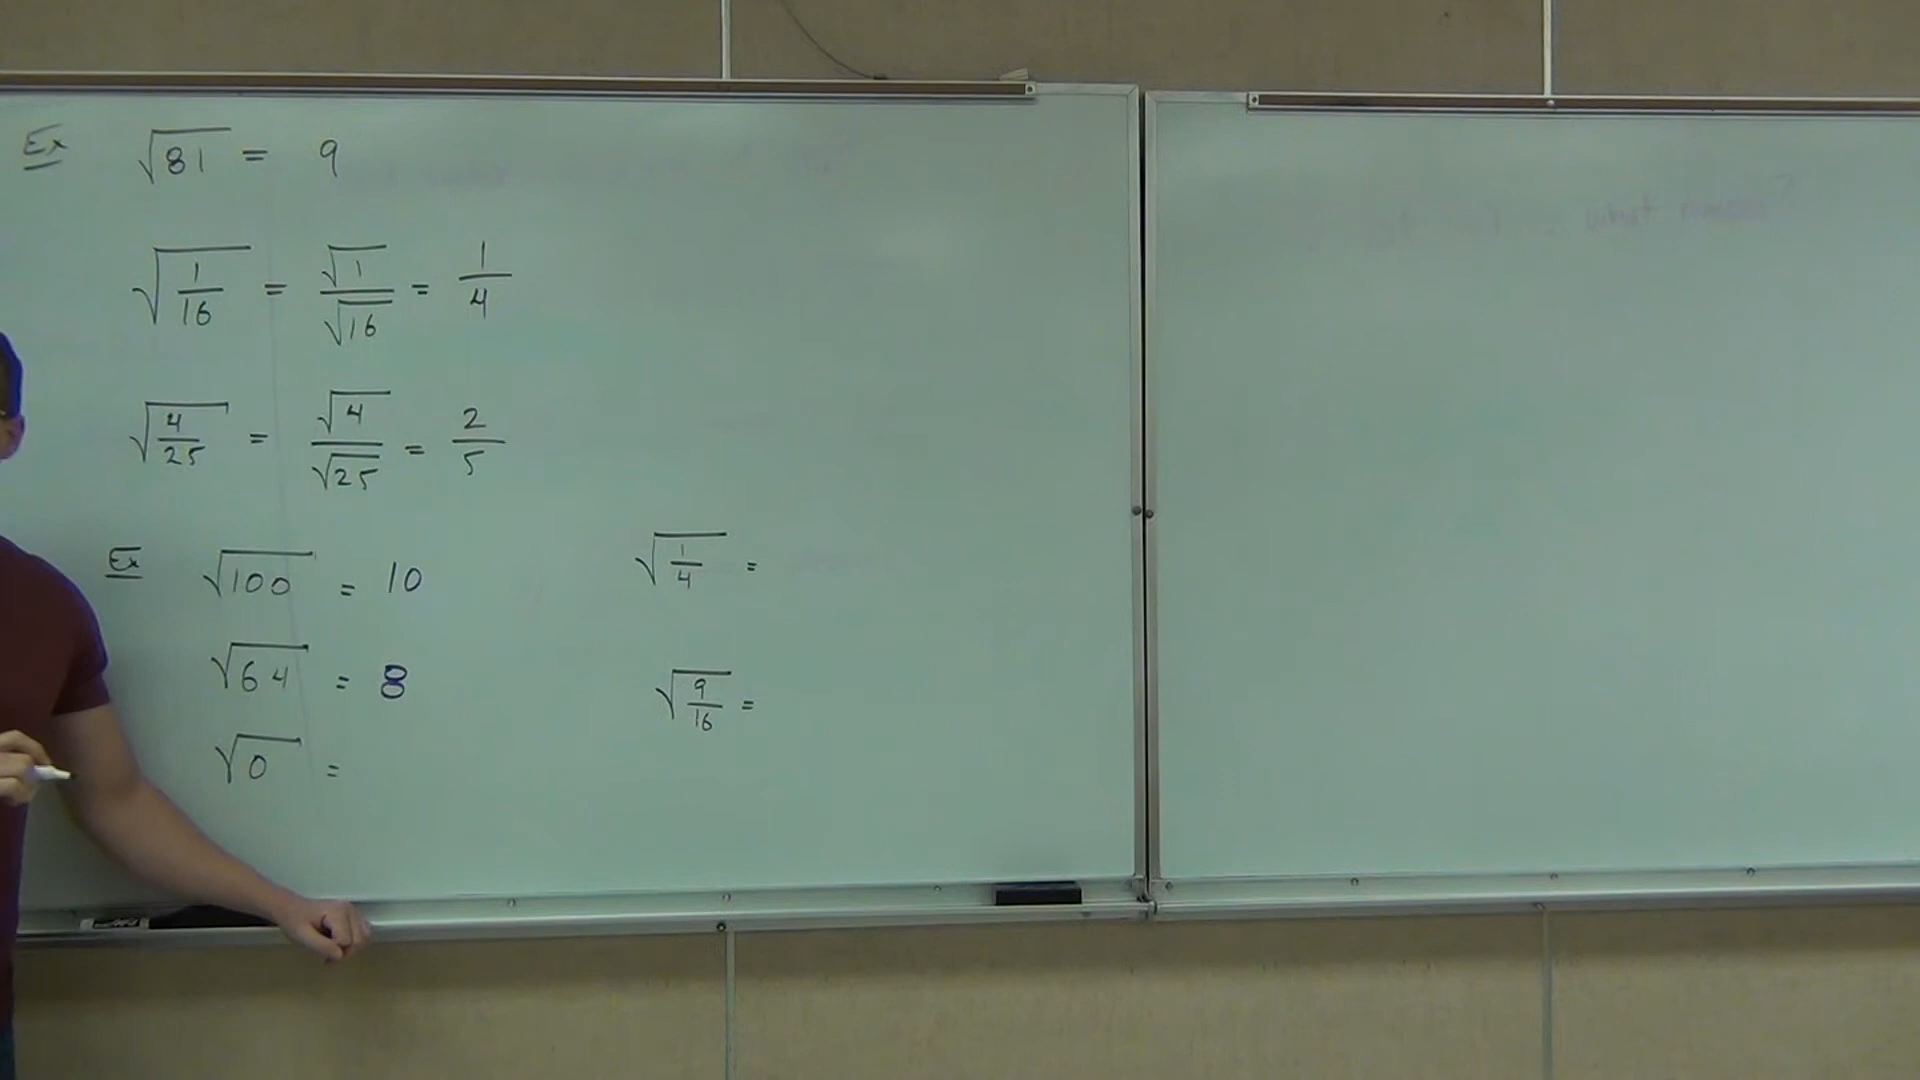 Ex √81 = 9
√(1/16) = √1/√16 = 1/4
√(4/25) = √4/√25 = 2/5
Ex √100 = 10
√64 = 8
√0 =
√(1/4) =
√(9/16) =